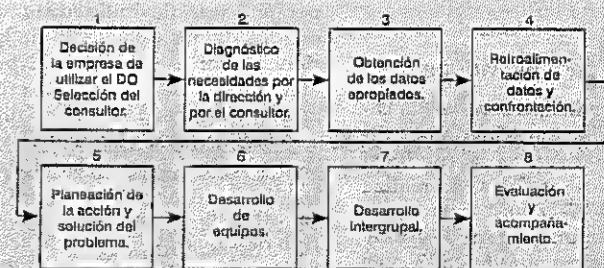 1
Decisión de
la empresa de
utilizar el DO
Selección del
consultor.
2
Diagnóstico
de las
necesidades por
la dirección y
por el consultor.
3
Obtención
de los datos
apropiados.
4
Retroalimen-
tación de
datos y
confrontación.
5
Planeación de
la acción y
solución del
problema.
6
Desarrollo
de
equipos.
7
Desarrollo
Intergrupal.
8
Evaluación
y
acompaña-
miento.